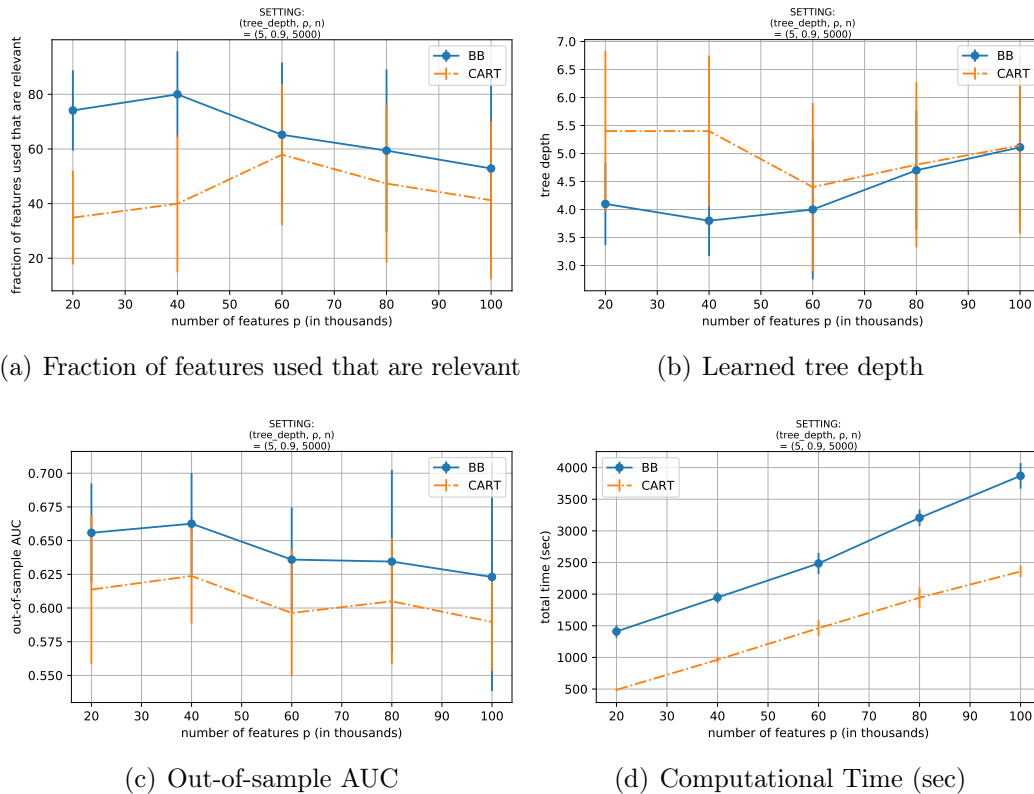 SETTING:
(tree_depth, ρ, n)
= (5, 0.9, 5000)
BB
CART
fraction of features used that are relevant
80
60
40
20
20 30 40 50 60 70 80 90 100
number of features p (in thousands)
(a) Fraction of features used that are relevant
SETTING:
(tree_depth, ρ, n)
= (5, 0.9, 5000)
BB
CART
tree depth
7.0
6.5
6.0
5.5
5.0
4.5
4.0
3.5
3.0
20 30 40 50 60 70 80 90 100
number of features p (in thousands)
(b) Learned tree depth
SETTING:
(tree_depth, ρ, n)
= (5, 0.9, 5000)
BB
CART
out-of-sample AUC
0.700
0.675
0.650
0.625
0.600
0.575
0.550
20 30 40 50 60 70 80 90 100
number of features p (in thousands)
(c) Out-of-sample AUC
SETTING:
(tree_depth, ρ, n)
= (5, 0.9, 5000)
BB
CART
total time (sec)
4000
3500
3000
2500
2000
1500
1000
500
20 30 40 50 60 70 80 90 100
number of features p (in thousands)
(d) Computational Time (sec)